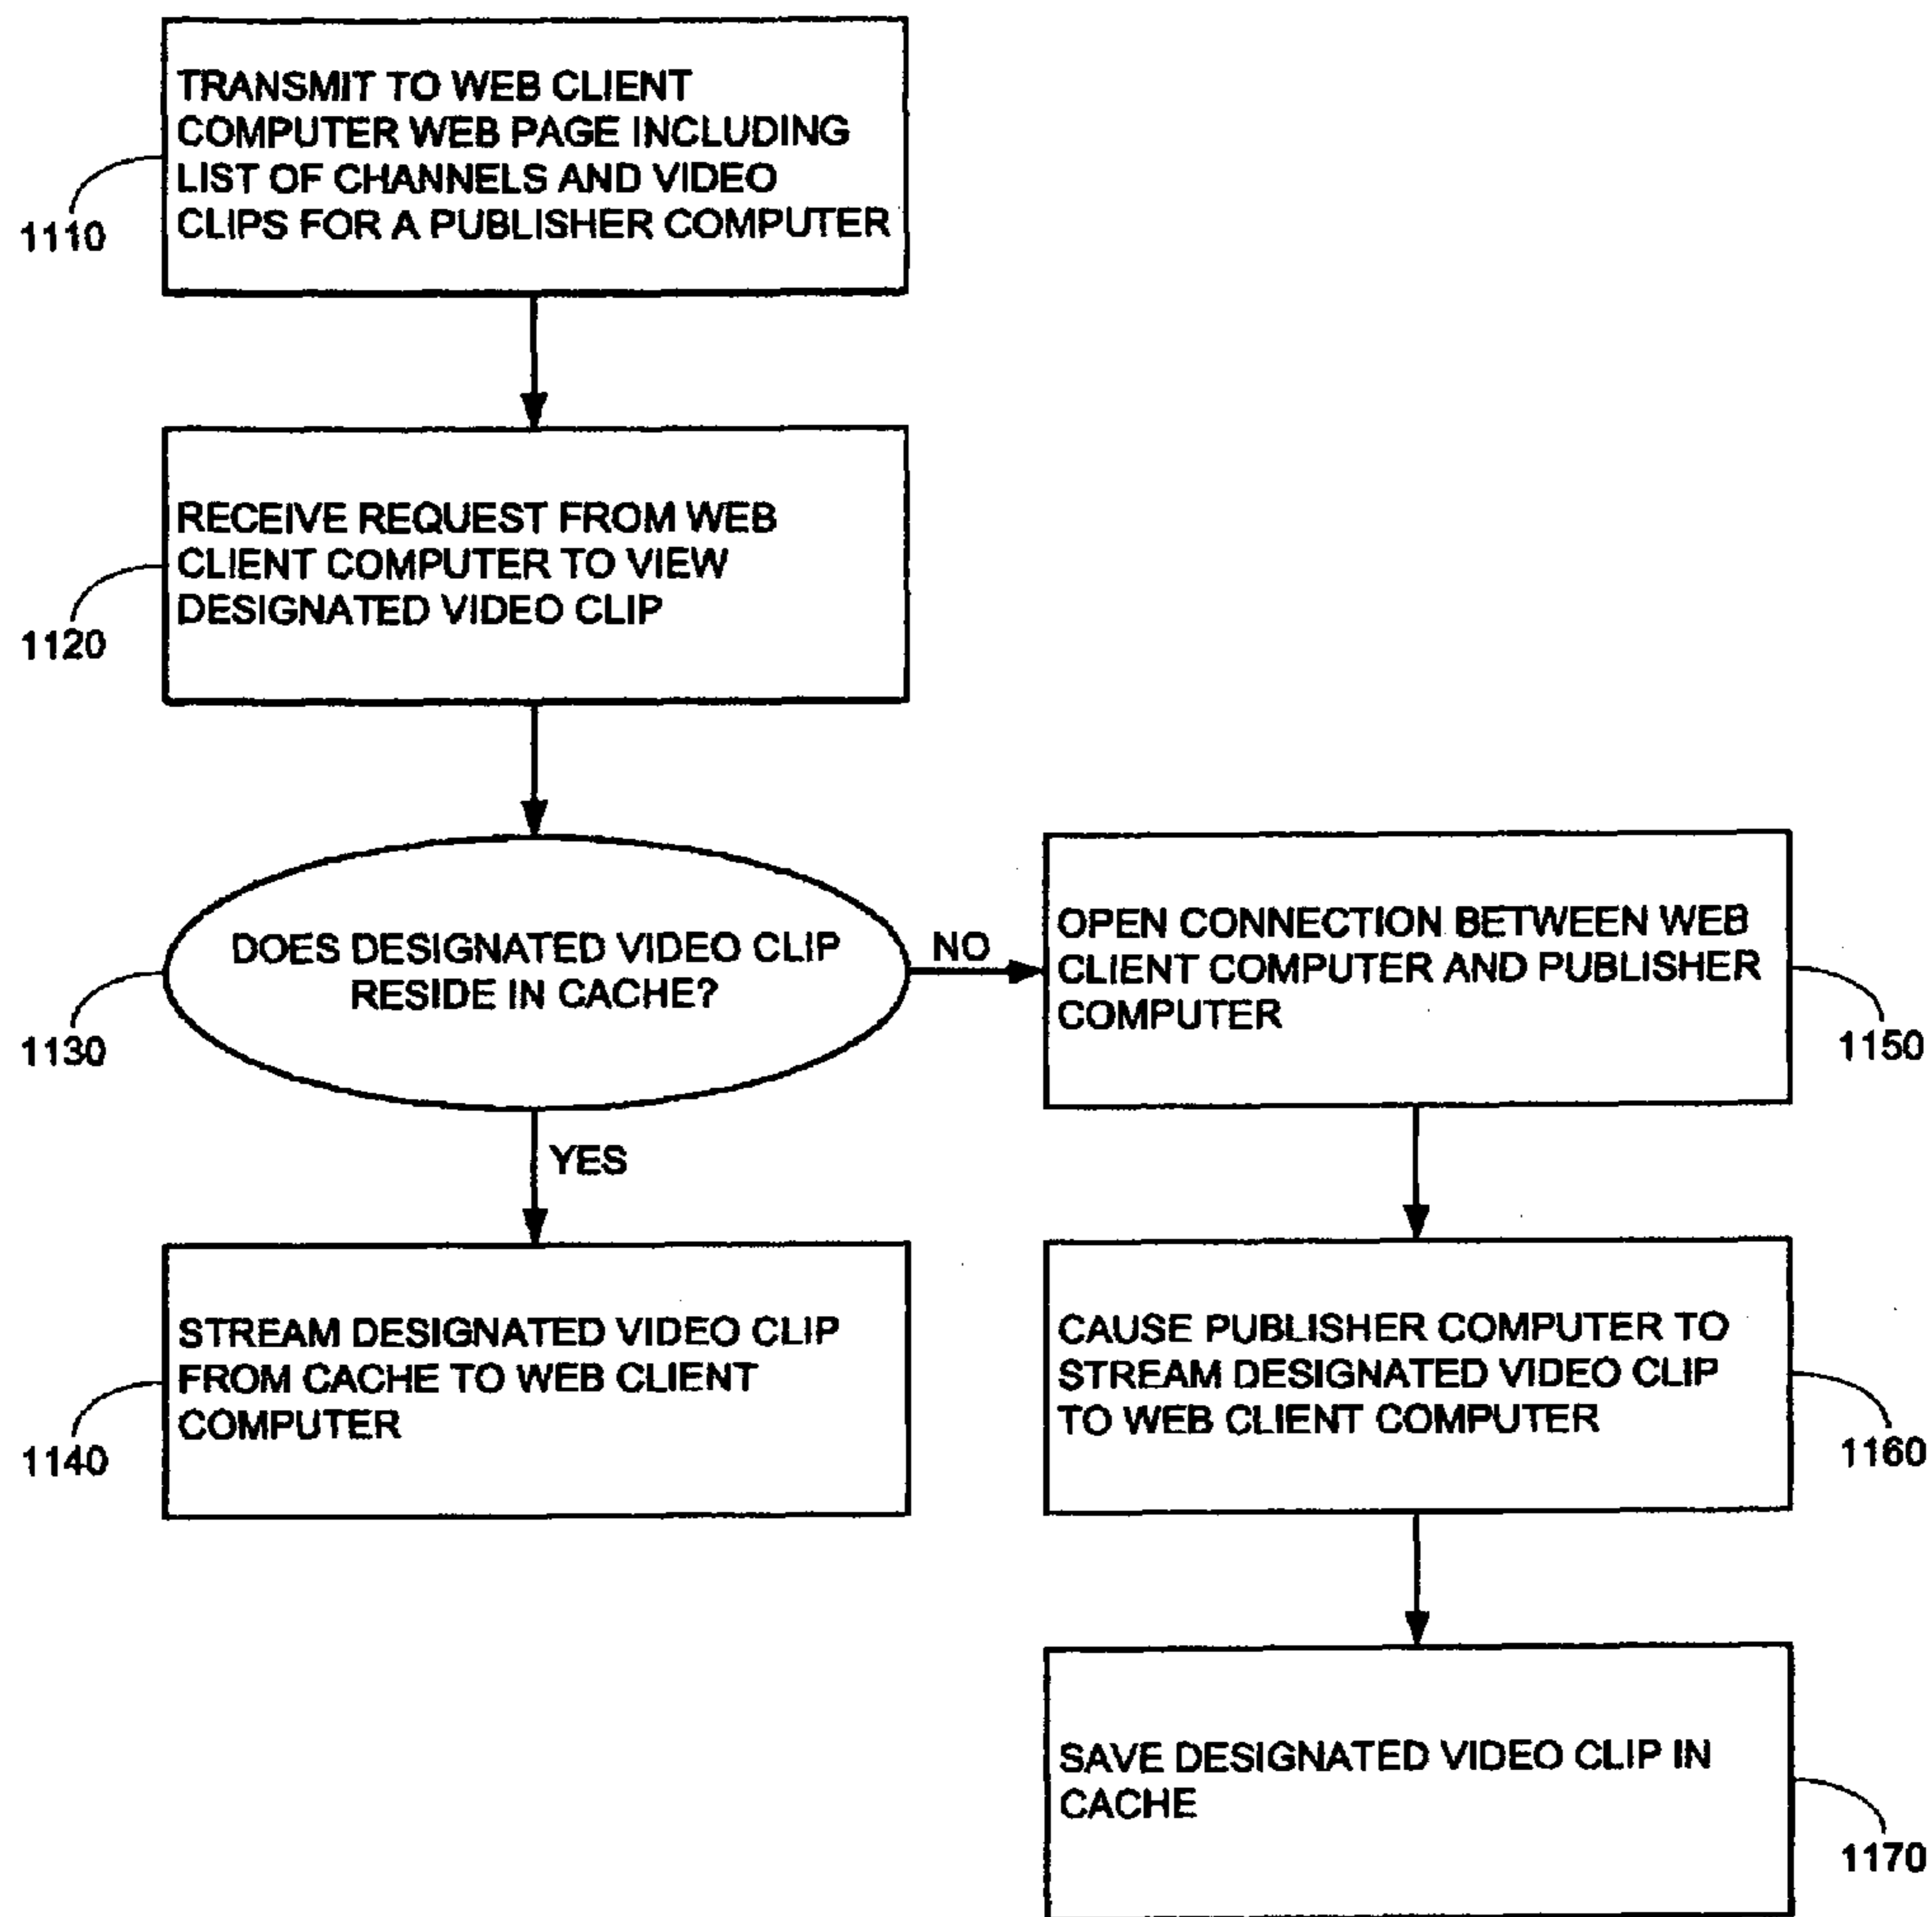 TRANSMIT TO WEB CLIENT
COMPUTER WEB PAGE INCLUDING
LIST OF CHANNELS AND VIDEO
CLIPS FOR A PUBLISHER COMPUTER
1110
RECEIVE REQUEST FROM WEB
CLIENT COMPUTER TO VIEW
DESIGNATED VIDEO CLIP
1120
DOES DESIGNATED VIDEO CLIP
RESIDE IN CACHE?
1130
NO
YES
OPEN CONNECTION BETWEEN WEB
CLIENT COMPUTER AND PUBLISHER
COMPUTER
1150
STREAM DESIGNATED VIDEO CLIP
FROM CACHE TO WEB CLIENT
COMPUTER
1140
CAUSE PUBLISHER COMPUTER TO
STREAM DESIGNATED VIDEO CLIP
TO WEB CLIENT COMPUTER
1160
SAVE DESIGNATED VIDEO CLIP IN
CACHE
1170